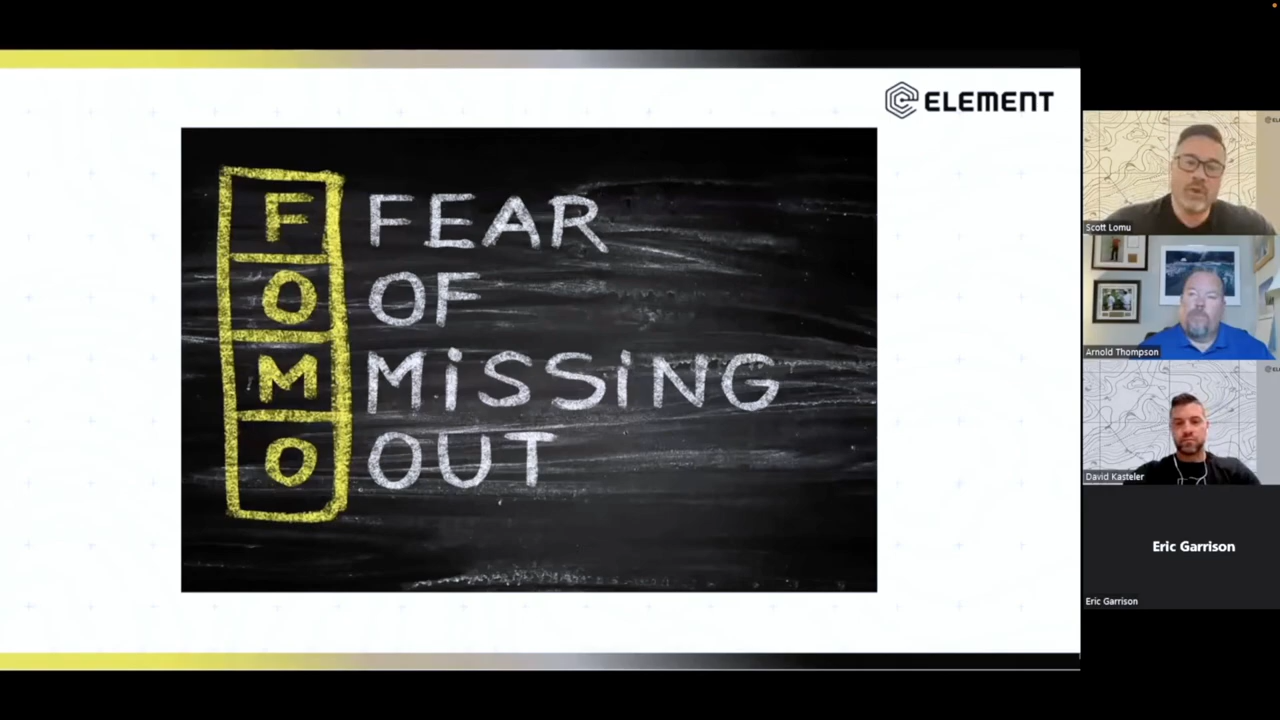 ELEMENT
F FEAR
O OF
M MiSSiNG
O OUT
Scott Lomu
Arnold Thompson
David Kasteler
Eric Garrison
Eric Garrison